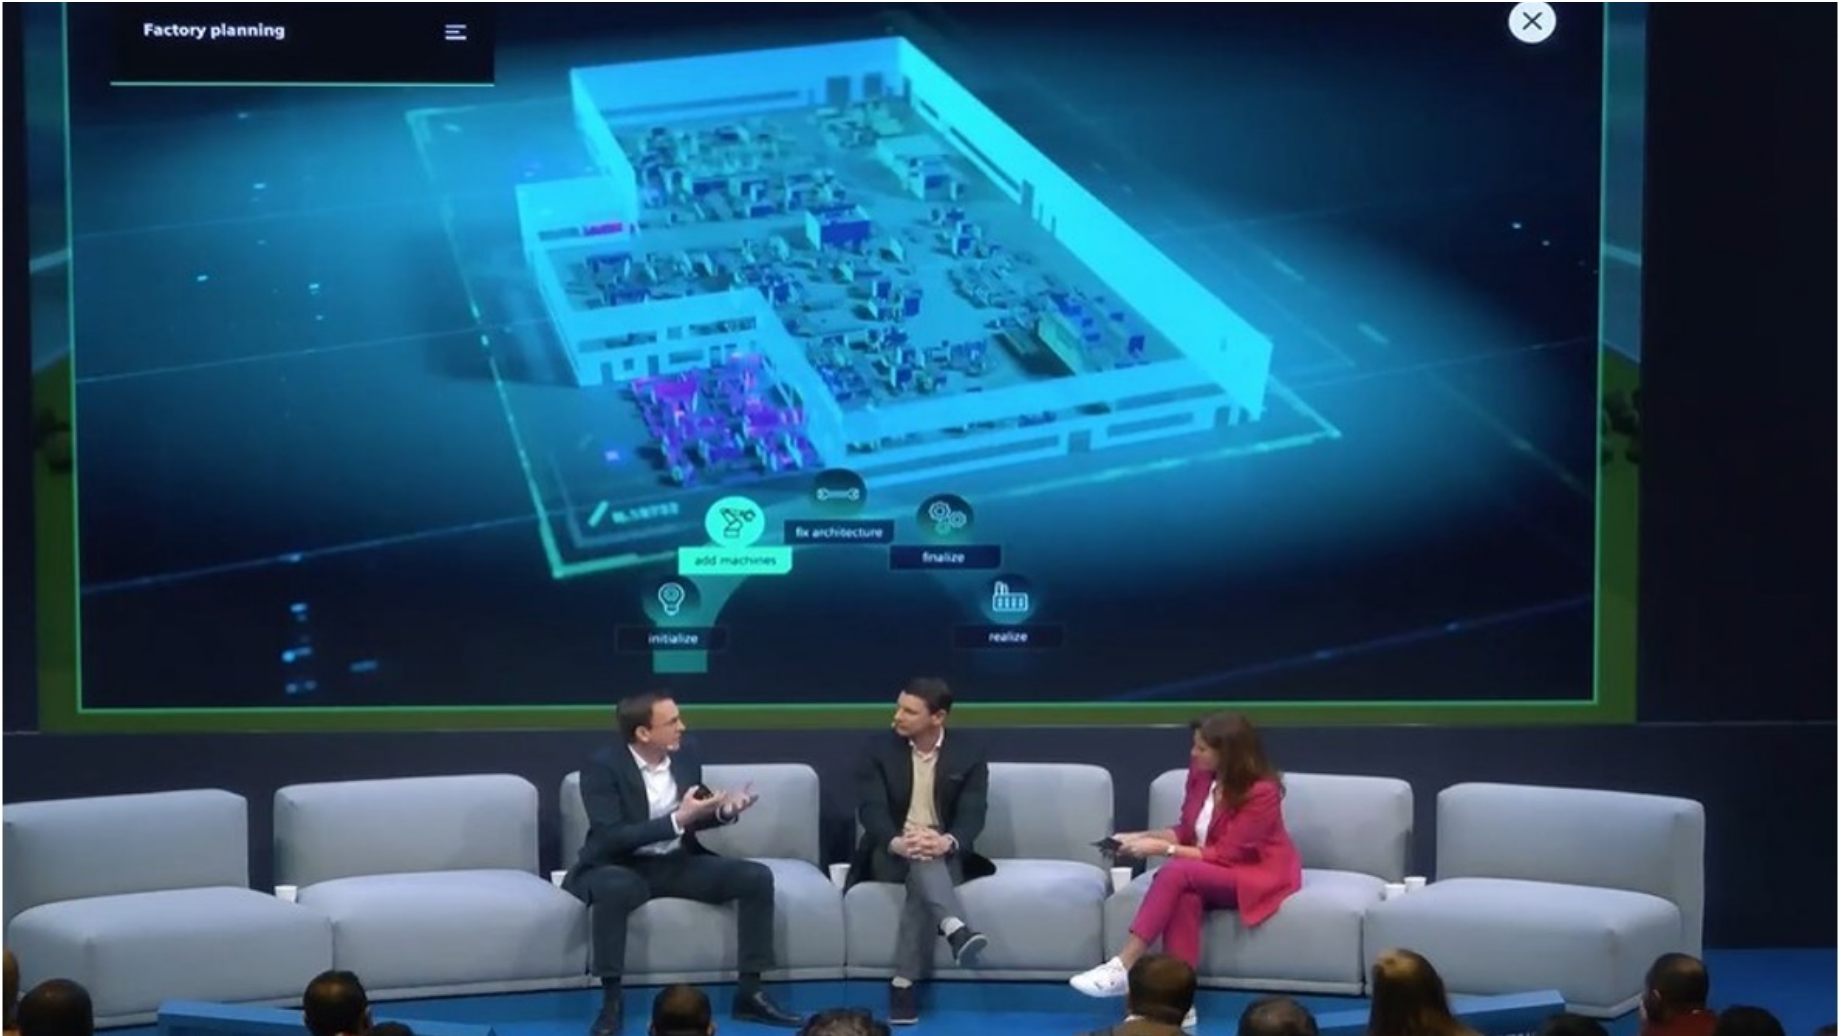 Factory planning
fix architecture
add machines
finalize
initialize
realize